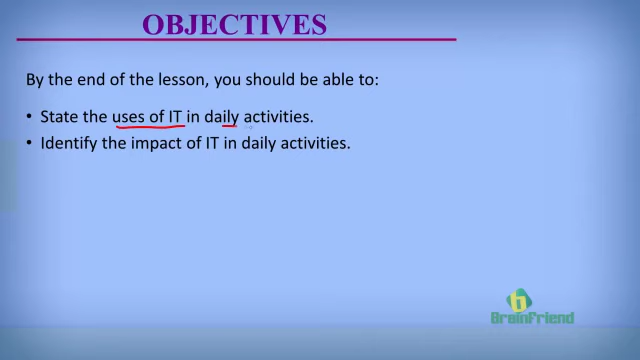 OBJECTIVES
By the end of the lesson, you should be able to:
• State the uses of IT in daily activities.
• Identify the impact of IT in daily activities.
b
BrainFriend